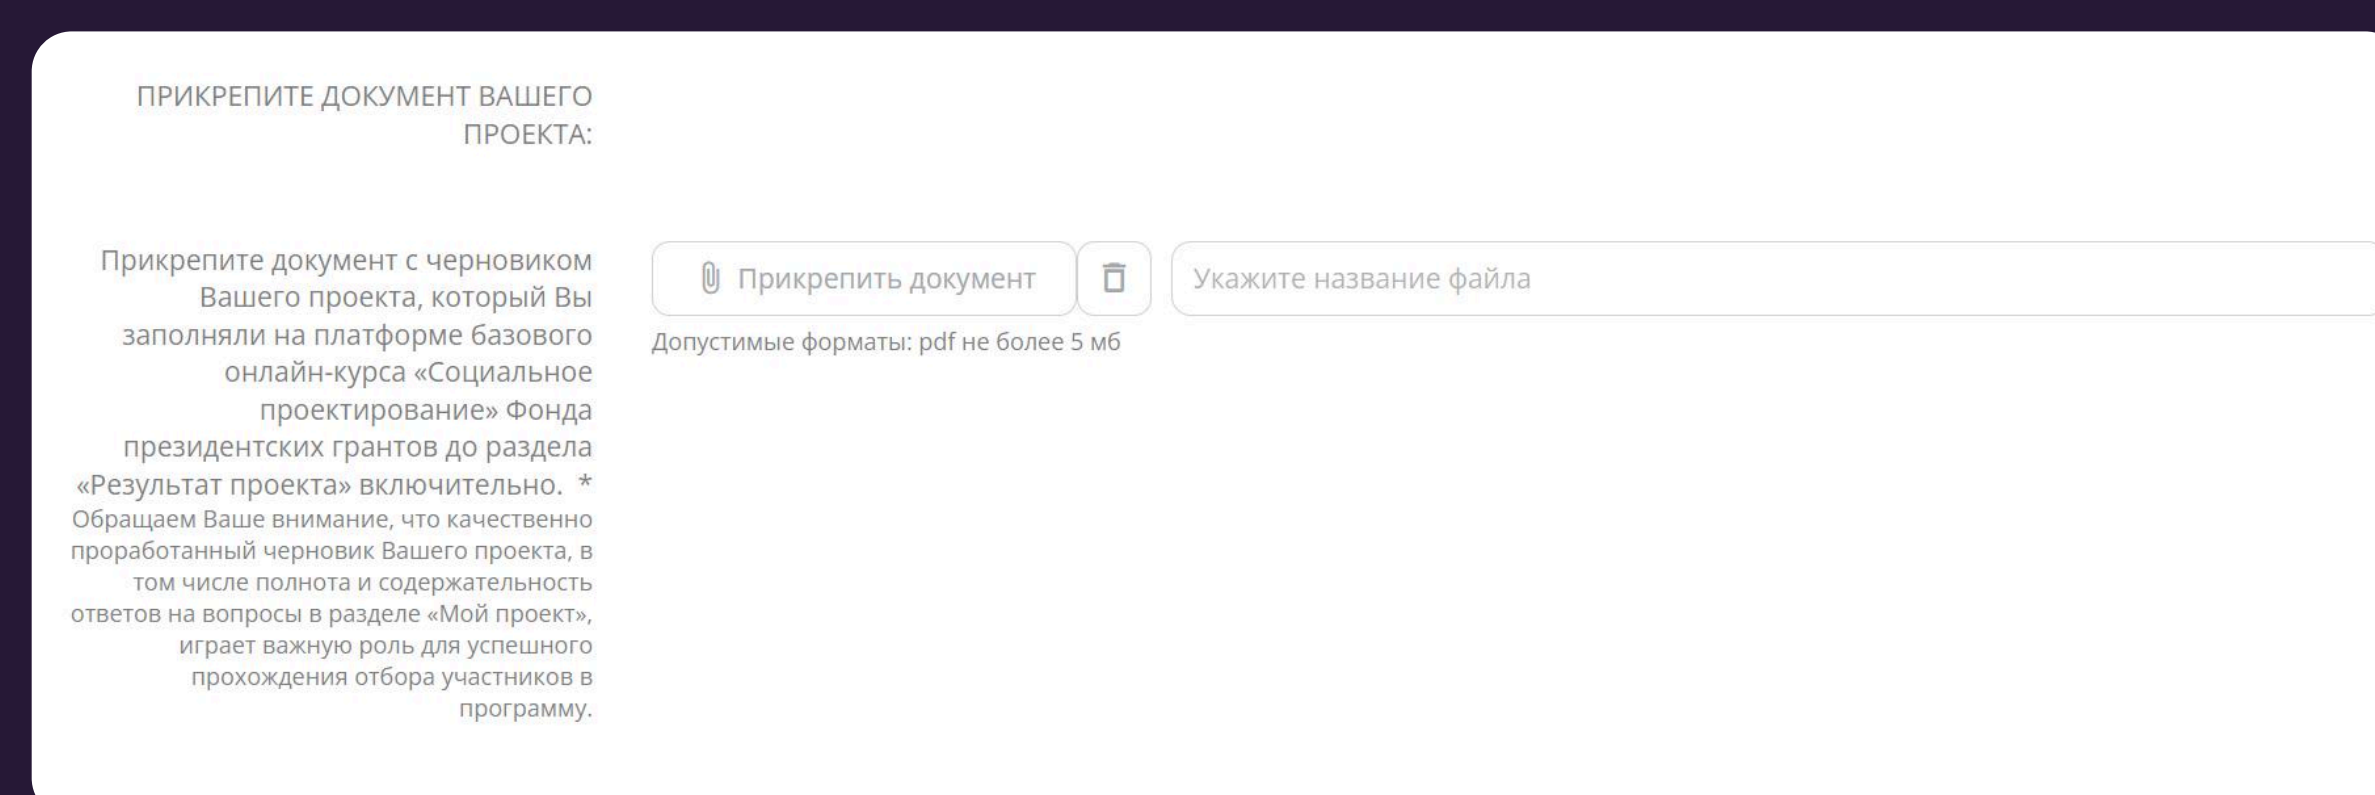 ПРИКРЕПИТЕ ДОКУМЕНТ ВАШЕГО
ПРОЕКТА:
Прикрепите документ с черновиком
Вашего проекта, который Вы
заполняли на платформе базового
онлайн-курса «Социальное
проектирование» Фонда
президентских грантов до раздела
«Результат проекта» включительно. *
Обращаем Ваше внимание, что качественно
проработанный черновик Вашего проекта, в
том числе полнота и содержательность
ответов на вопросы в разделе «Мой проект»,
играет важную роль для успешного
прохождения отбора участников в
программу.
Прикрепить документ
Укажите название файла
Допустимые форматы: pdf не более 5 мб